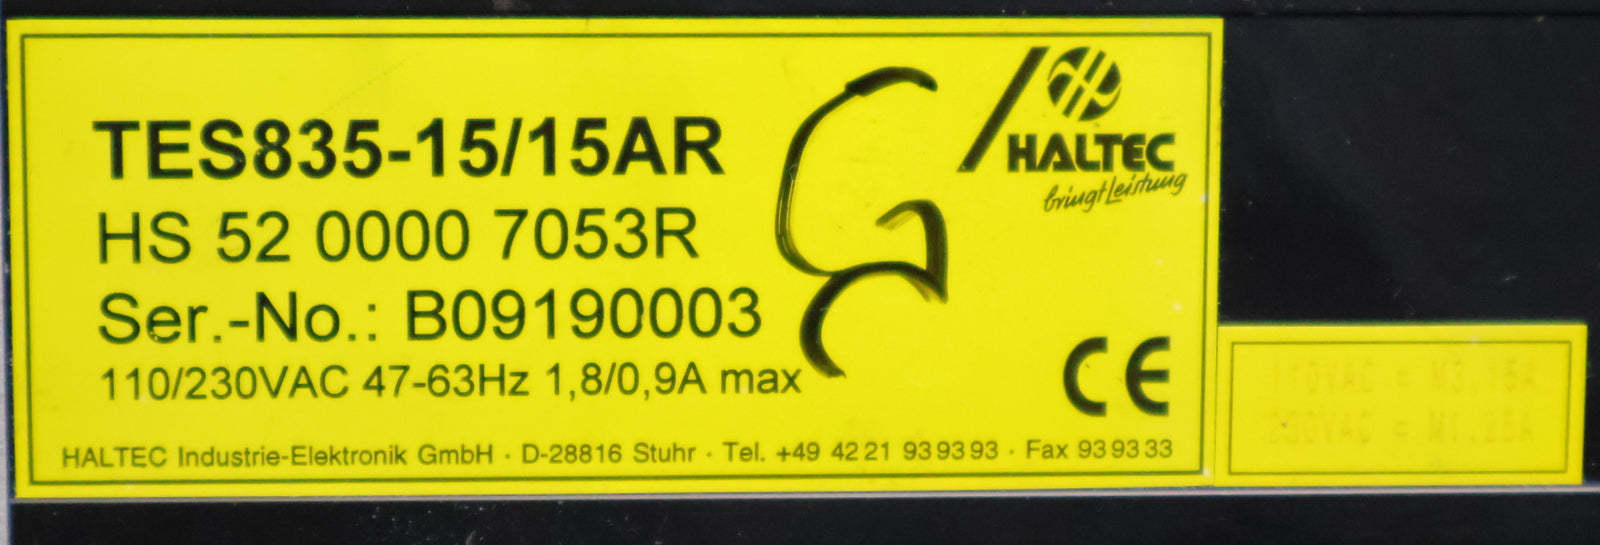 TES835-15/15AR
HS 52 0000 7053R
Ser.-No.: B09190003
110/230VAC 47-63Hz 1,8/0,9A max
HALTEC
bringt Leistung
CE
HALTEC Industrie-Elektronik GmbH · D-28816 Stuhr · Tel. +49 42 21 93 93 93 · Fax 93 93 33
110VAC = M3,15A
230VAC = M1.25A